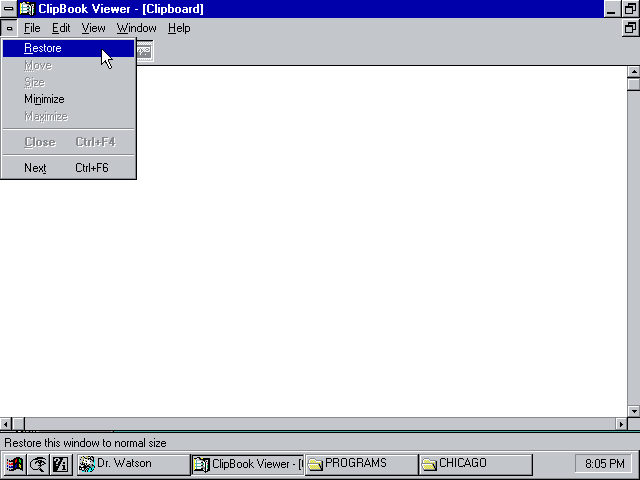 ClipBook Viewer - [Clipboard]
File Edit View Window Help
Restore
Move
Size
Minimize
Maximize
Close Ctrl+F4
Next Ctrl+F6
Restore this window to normal size
Dr. Watson ClipBook Viewer - [ PROGRAMS CHICAGO 8:05 PM